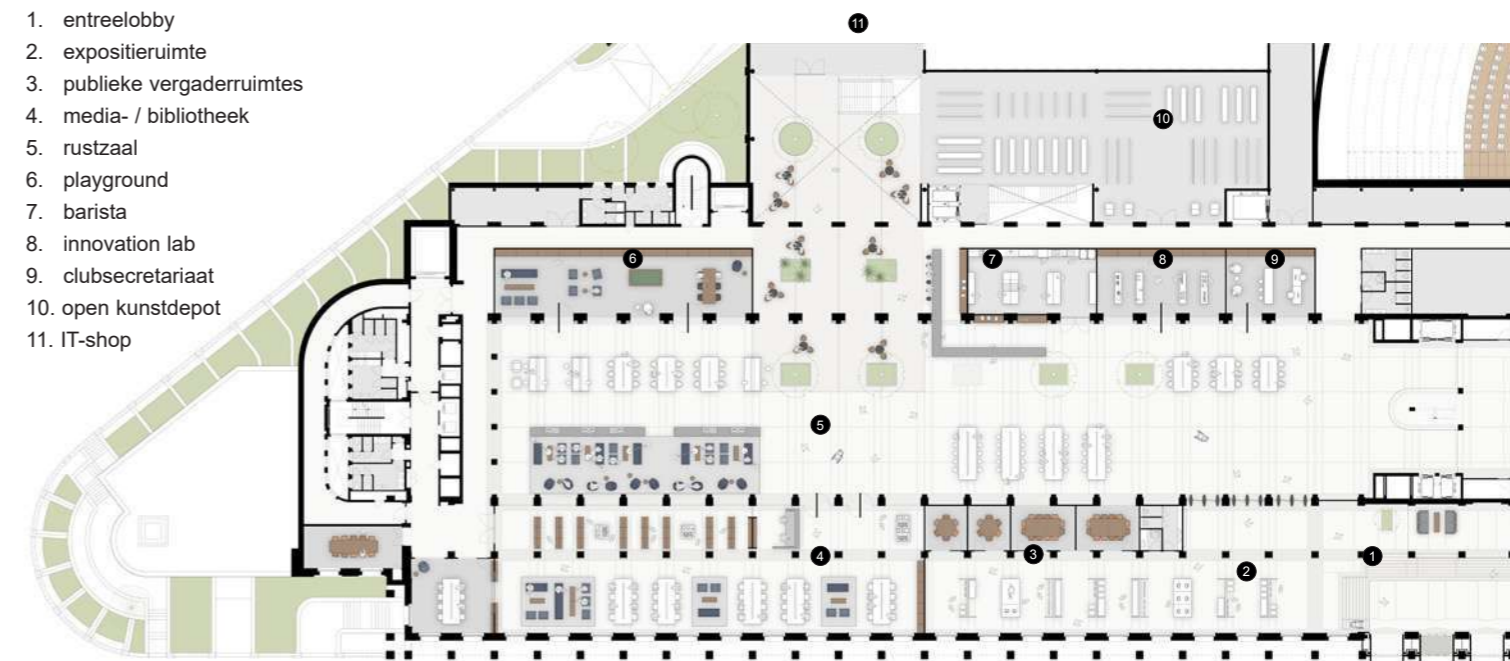 1. entreelobby
2. expositieruimte
3. publieke vergaderruimtes
4. media- / bibliotheek
5. rustzaal
6. playground
7. barista
8. innovation lab
9. clubsecretariaat
10. open kunstdepot
11. IT-shop
11
10
6
7
8
9
5
4
3
2
1